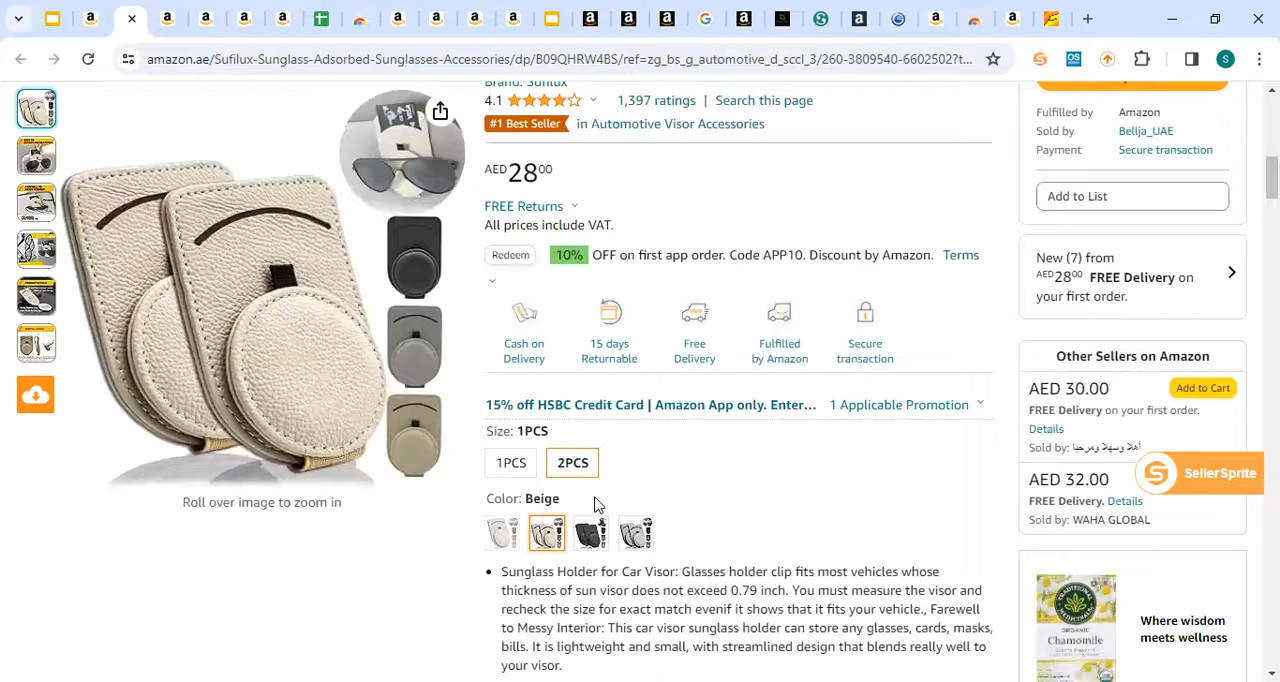 amazon.ae/Sufilux-Sunglass-Adsorbed-Sunglasses-Accessories/dp/B09QHRW4BS/ref=zg_bs_g_automotive_d_sccl_3/260-3809540-6602502?t...
Brand: Sufilux
4.1
1,397 ratings | Search this page
#1 Best Seller in Automotive Visor Accessories
AED 28 00
FREE Returns
All prices include VAT.
Redeem 10% OFF on first app order. Code APP10. Discount by Amazon. Terms
Cash on
Delivery
15 days
Returnable
Free
Delivery
Fulfilled
by Amazon
Secure
transaction
15% off HSBC Credit Card | Amazon App only. Enter... 1 Applicable Promotion
Size: 1PCS
1PCS 2PCS
Color: Beige
Roll over image to zoom in
• Sunglass Holder for Car Visor: Glasses holder clip fits most vehicles whose
thickness of sun visor does not exceed 0.79 inch. You must measure the visor and
recheck the size for exact match evenif it shows that it fits your vehicle., Farewell
to Messy Interior: This car visor sunglass holder can store any glasses, cards, masks,
bills. It is lightweight and small, with streamlined design that blends really well to
your visor.
Fulfilled by Amazon
Sold by Bellja_UAE
Payment Secure transaction
Add to List
New (7) from
AED 28 00 FREE Delivery on
your first order.
Other Sellers on Amazon
AED 30.00 Add to Cart
FREE Delivery on your first order.
Details
Sold by: أهلا وسهلا ومرحبا
SellerSprite
AED 32.00
FREE Delivery. Details
Sold by: WAHA GLOBAL
TRADITIONAL
MEDICINALS
ORGANIC
Chamomile
Where wisdom
meets wellness